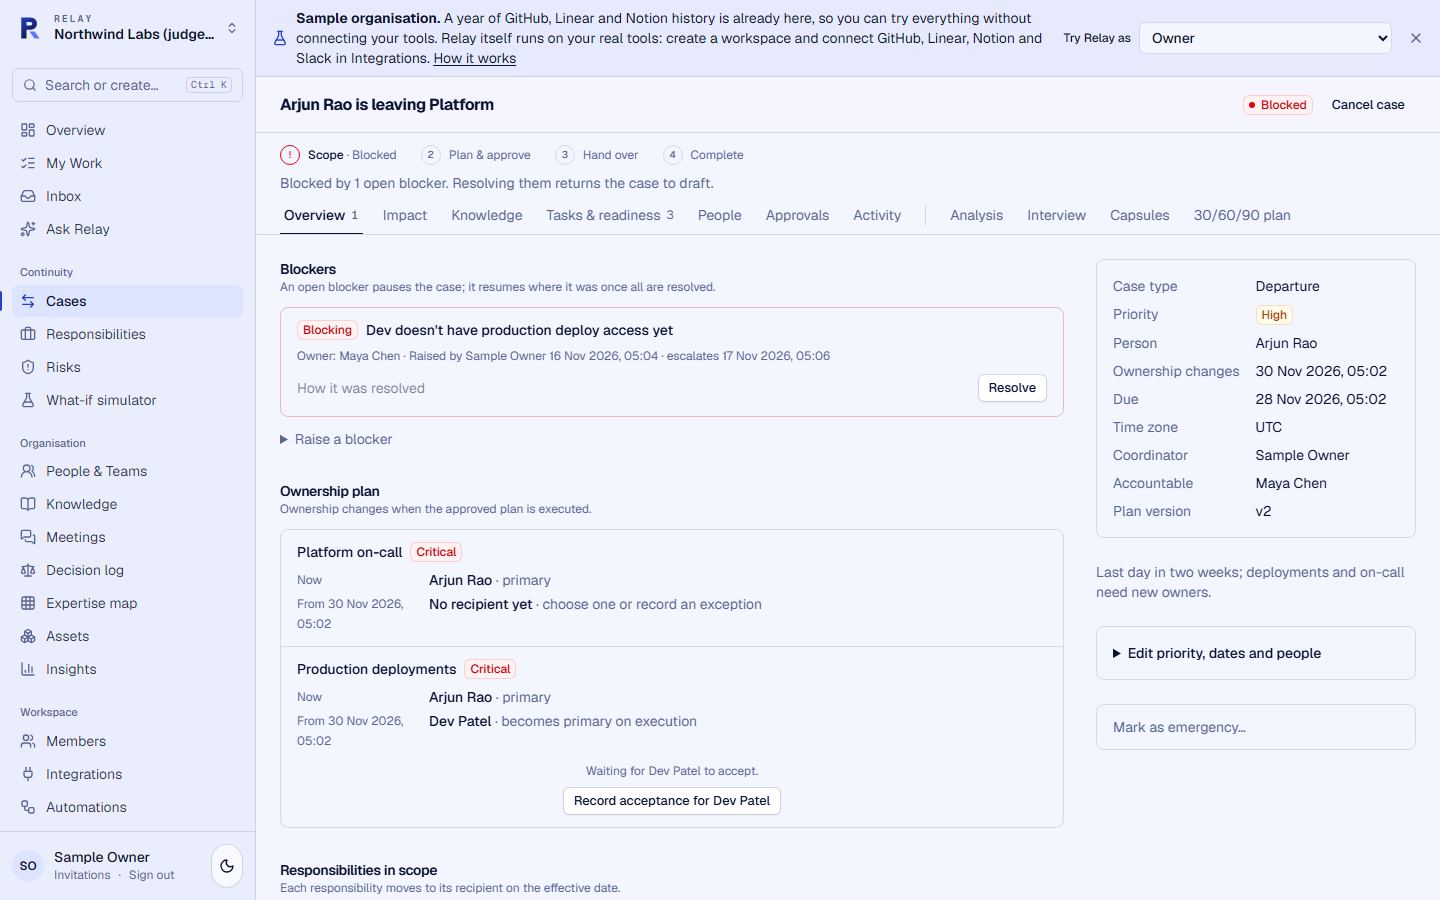 RELAY
Northwind Labs (judge...
Search or create...
Ctrl K
Overview
My Work
Inbox
Ask Relay
Continuity
Cases
Responsibilities
Risks
What-if simulator
Organisation
People & Teams
Knowledge
Meetings
Decision log
Expertise map
Assets
Insights
Workspace
Members
Integrations
Automations
SO
Sample Owner
Invitations · Sign out
Sample organisation. A year of GitHub, Linear and Notion history is already here, so you can try everything without
connecting your tools. Relay itself runs on your real tools: create a workspace and connect GitHub, Linear, Notion and
Slack in Integrations. How it works
Try Relay as
Owner
Arjun Rao is leaving Platform
Blocked
Cancel case
! Scope · Blocked
2 Plan & approve
3 Hand over
4 Complete
Blocked by 1 open blocker. Resolving them returns the case to draft.
Overview 1
Impact
Knowledge
Tasks & readiness 3
People
Approvals
Activity
Analysis
Interview
Capsules
30/60/90 plan
Blockers
An open blocker pauses the case; it resumes where it was once all are resolved.
Blocking Dev doesn't have production deploy access yet
Owner: Maya Chen · Raised by Sample Owner 16 Nov 2026, 05:04 · escalates 17 Nov 2026, 05:06
How it was resolved
Resolve
Raise a blocker
Ownership plan
Ownership changes when the approved plan is executed.
Platform on-call Critical
Now Arjun Rao · primary
From 30 Nov 2026, No recipient yet · choose one or record an exception
05:02
Production deployments Critical
Now Arjun Rao · primary
From 30 Nov 2026, Dev Patel · becomes primary on execution
05:02
Waiting for Dev Patel to accept.
Record acceptance for Dev Patel
Responsibilities in scope
Each responsibility moves to its recipient on the effective date.
Case type Departure
Priority High
Person Arjun Rao
Ownership changes 30 Nov 2026, 05:02
Due 28 Nov 2026, 05:02
Time zone UTC
Coordinator Sample Owner
Accountable Maya Chen
Plan version v2
Last day in two weeks; deployments and on-call
need new owners.
Edit priority, dates and people
Mark as emergency...